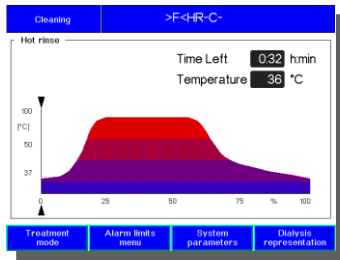 Cleaning
>F<HR-C-
Hot rinse
Time Left 0:32 h:min
Temperature 36 °C
100
[°C]
50
37
0 25 50 75 % 100
Treatment mode
Alarm limits menu
System parameters
Dialysis representation